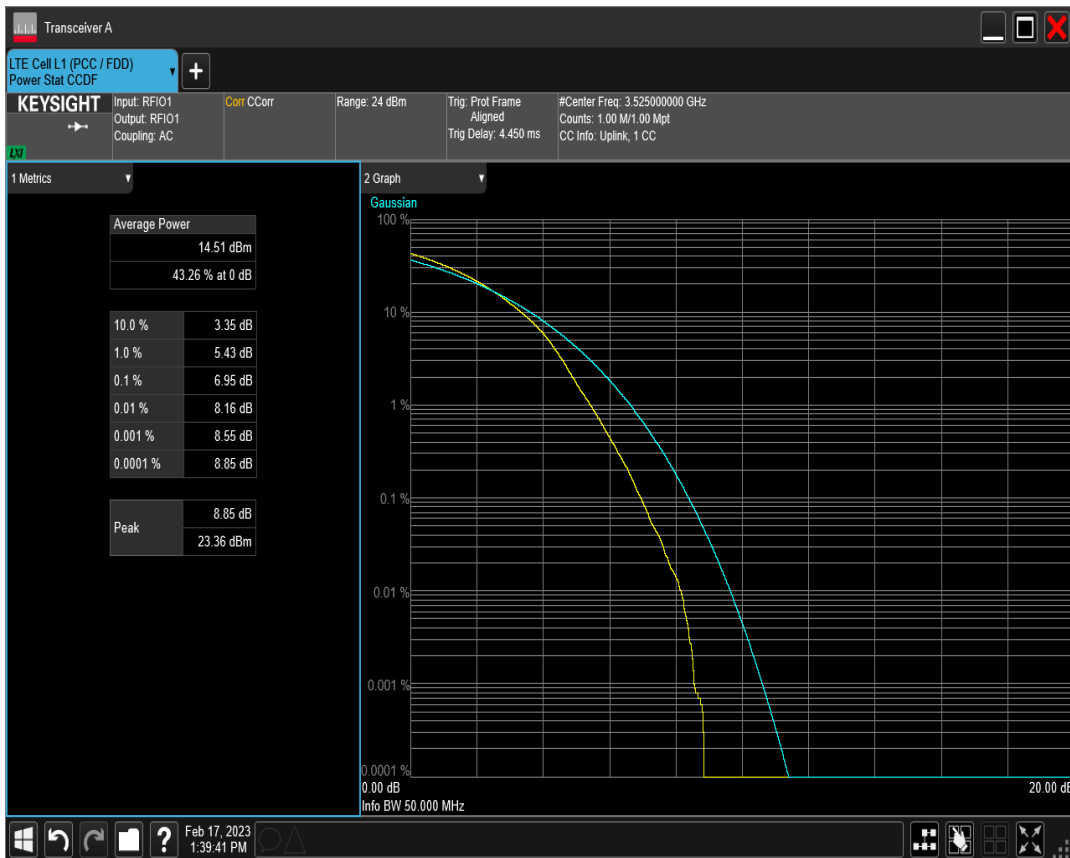 Transceiver A
LTE Cell L1 (PCC / FDD)
Power Stat CCDF
+
KEYSIGHT
LXI
Input: RFIO1
Output: RFIO1
Coupling: AC
Corr CCorr
Range: 24 dBm
Trig: Prot Frame
Aligned
Trig Delay: 4.450 ms
#Center Freq: 3.525000000 GHz
Counts: 1.00 M/1.00 Mpt
CC Info: Uplink, 1 CC
1 Metrics
Average Power
14.51 dBm
43.26 % at 0 dB
10.0 % 3.35 dB
1.0 % 5.43 dB
0.1 % 6.95 dB
0.01 % 8.16 dB
0.001 % 8.55 dB
0.0001 % 8.85 dB
Peak
8.85 dB
23.36 dBm
2 Graph
Gaussian
100 %
10 %
1 %
0.1 %
0.01 %
0.001 %
0.0001 %
0.00 dB 20.00 dB
Info BW 50.000 MHz
?
Feb 17, 2023
1:39:41 PM